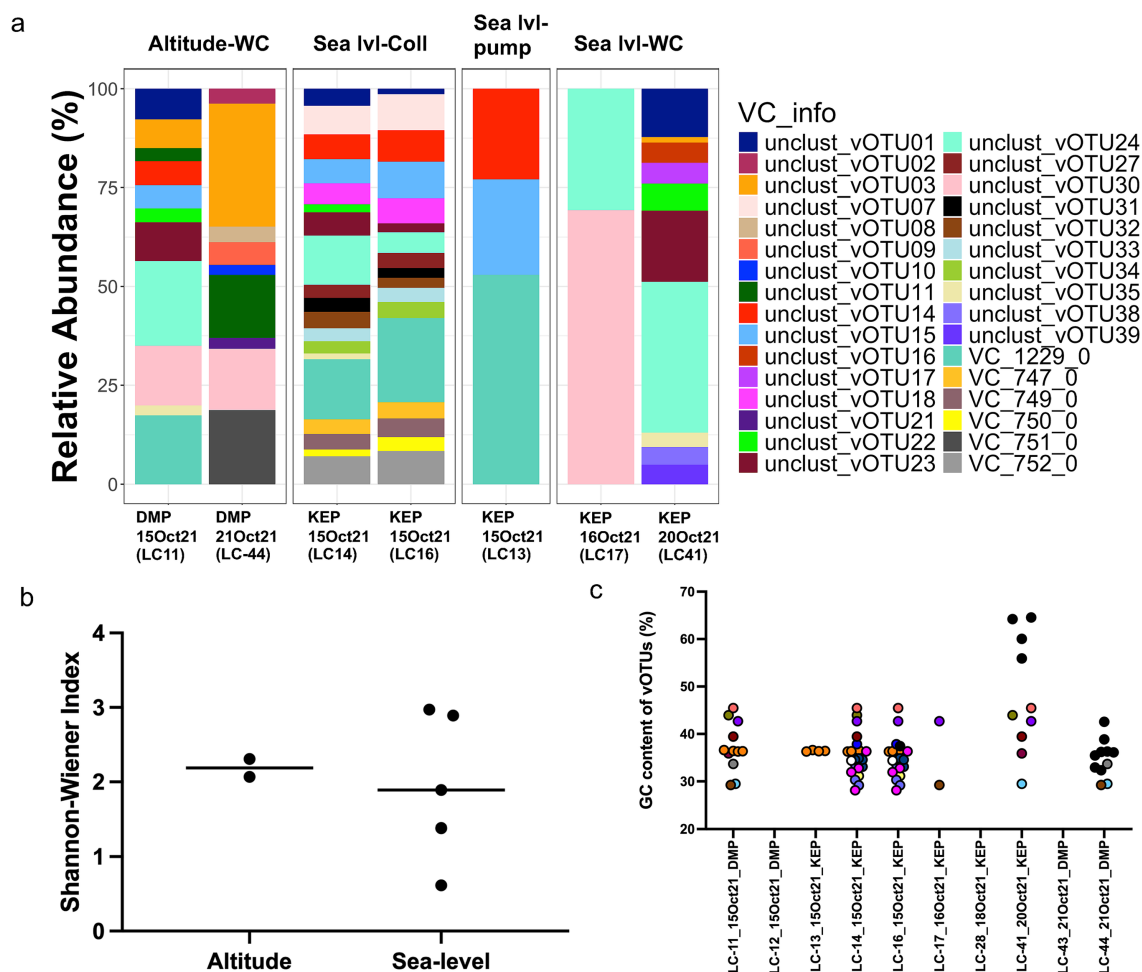 a
Altitude-WC
Sea lvl-Coll
Sea lvl-
pump
Sea lvl-WC
Relative Abundance (%)
100
75
50
25
0
DMP
15Oct21
(LC11)
DMP
21Oct21
(LC-44)
KEP
15Oct21
(LC14)
KEP
15Oct21
(LC16)
KEP
15Oct21
(LC13)
KEP
16Oct21
(LC17)
KEP
20Oct21
(LC41)
VC_info
unclust_vOTU01
unclust_vOTU02
unclust_vOTU03
unclust_vOTU07
unclust_vOTU08
unclust_vOTU09
unclust_vOTU10
unclust_vOTU11
unclust_vOTU14
unclust_vOTU15
unclust_vOTU16
unclust_vOTU17
unclust_vOTU18
unclust_vOTU21
unclust_vOTU22
unclust_vOTU23
unclust_vOTU24
unclust_vOTU27
unclust_vOTU30
unclust_vOTU31
unclust_vOTU32
unclust_vOTU33
unclust_vOTU34
unclust_vOTU35
unclust_vOTU38
unclust_vOTU39
VC_1229_0
VC_747_0
VC_749_0
VC_750_0
VC_751_0
VC_752_0
b
Shannon-Wiener Index
4
3
2
1
0
Altitude
Sea-level
c
GC content of vOTUs (%)
70
60
50
40
30
20
LC-11_15Oct21_DMP
LC-12_15Oct21_DMP
LC-13_15Oct21_KEP
LC-14_15Oct21_KEP
LC-16_15Oct21_KEP
LC-17_16Oct21_KEP
LC-28_18Oct21_KEP
LC-41_20Oct21_KEP
LC-43_21Oct21_DMP
LC-44_21Oct21_DMP